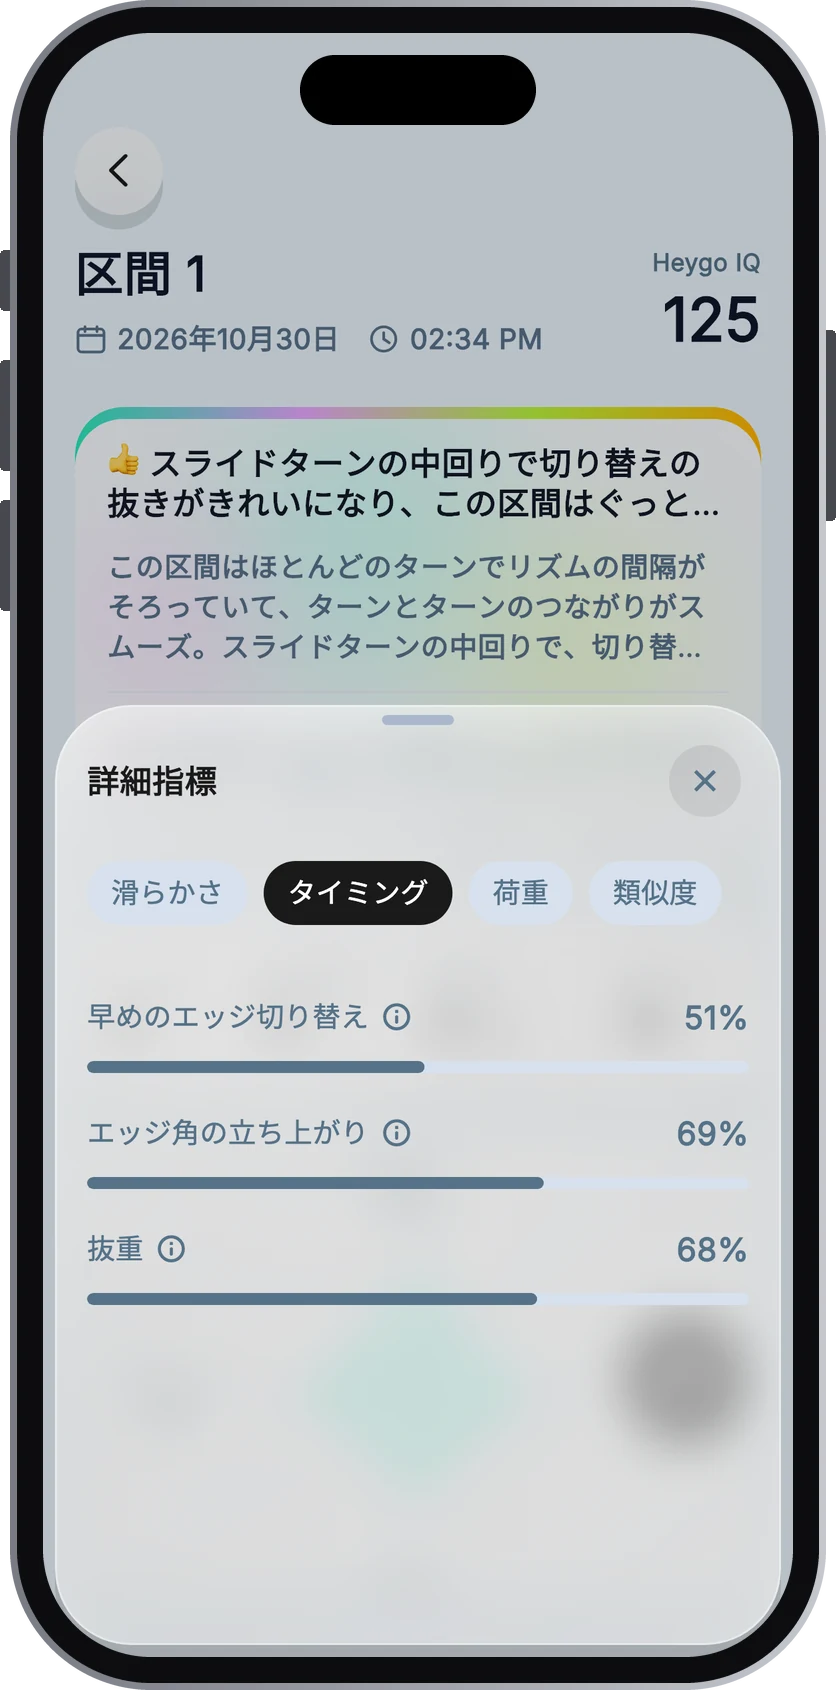 区間 1
Heygo IQ
125
2026年10月30日 02:34 PM
👍 スライドターンの中回りで切り替えの
抜きがきれいになり、この区間はぐっと...
この区間はほとんどのターンでリズムの間隔が
そろっていて、ターンとターンのつながりがス
ムーズ。スライドターンの中回りで、切り替...
詳細指標
滑らかさ タイミング 荷重 類似度
早めのエッジ切り替え 51%
エッジ角の立ち上がり 69%
抜重 68%